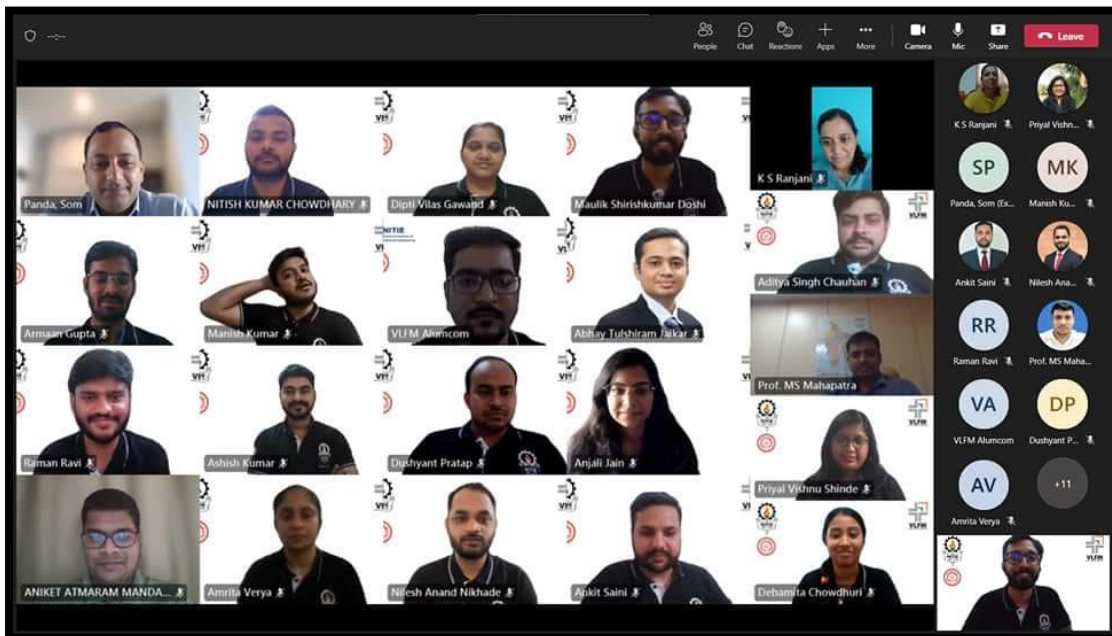 --:--
People Chat Reactions Apps More Camera Mic Share Leave
Panda, Som
NITISH KUMAR CHOWDHARY
Dipti Vilas Gawand
Maulik Shirishkumar Doshi
K S Ranjani
NITIE
Armaan Gupta
Manish Kumar
VLFM Alumcom
Abhay Tulshiram Jaikar
Aditya Singh Chauhan
VLFM
Prof. MS Mahapatra
Raman Ravi
Ashish Kumar
Dushyant Pratap
Anjali Jain
Priyal Vishnu Shinde
VLFM
ANIKET ATMARAM MANDA...
Amrita Verya
Nilesh Anand Nikhade
Ankit Saini
Debamita Chowdhuri
VLFM
K S Ranjani
Priyal Vishn...
SP
MK
Panda, Som (Ex...
Manish Ku...
Ankit Saini
Nilesh Ana...
RR
Raman Ravi
Prof. MS Maha...
VA
DP
VLFM Alumcom
Dushyant P...
AV
+11
Amrita Verya
VLFM